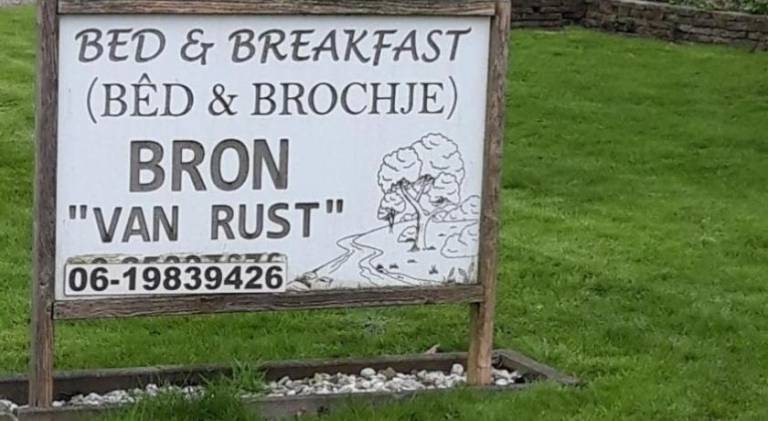 BED & BREAKFAST
(BÊD & BROCHJE)
BRON
"VAN RUST"
06-19839426